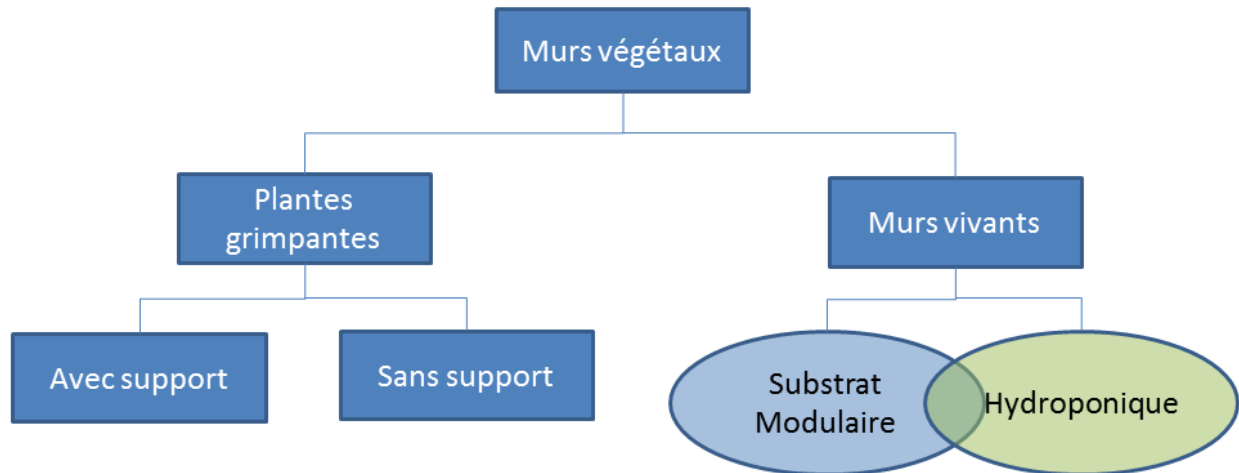 Murs végétaux
Plantes
grimpantes
Murs vivants
Avec support
Sans support
Substrat
Modulaire
Hydroponique